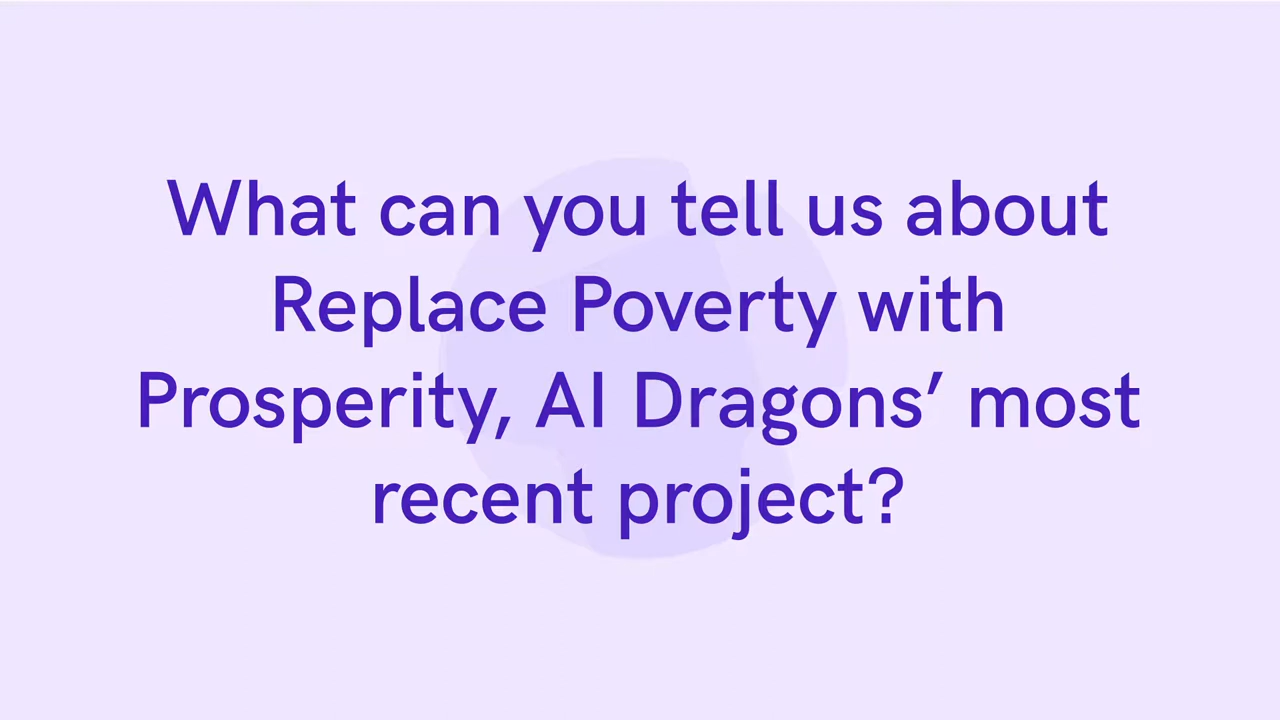 What can you tell us about
Replace Poverty with
Prosperity, AI Dragons’ most
recent project?